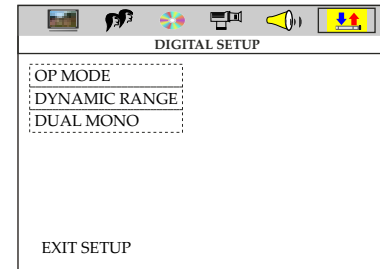 DIGITAL SETUP
OP MODE
DYNAMIC RANGE
DUAL MONO
EXIT SETUP